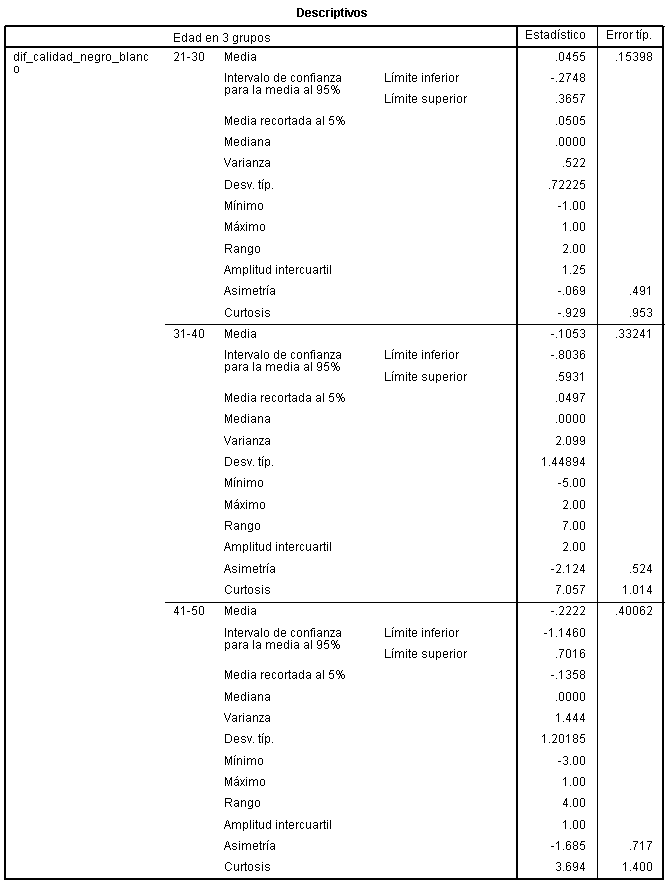 Descriptivos
Edad en 3 grupos Estadístico Error típ.
dif_calidad_negro_blanc
o
21-30 Media .0455 .15398
Intervalo de confianza
para la media al 95%
Límite inferior -.2748
Límite superior .3657
Media recortada al 5% .0505
Mediana .0000
Varianza .522
Desv. típ. .72225
Mínimo -1.00
Máximo 1.00
Rango 2.00
Amplitud intercuartil 1.25
Asimetría -.069 .491
Curtosis -.929 .953
31-40 Media -.1053 .33241
Intervalo de confianza
para la media al 95%
Límite inferior -.8036
Límite superior .5931
Media recortada al 5% .0497
Mediana .0000
Varianza 2.099
Desv. típ. 1.44894
Mínimo -5.00
Máximo 2.00
Rango 7.00
Amplitud intercuartil 2.00
Asimetría -2.124 .524
Curtosis 7.057 1.014
41-50 Media -.2222 .40062
Intervalo de confianza
para la media al 95%
Límite inferior -1.1460
Límite superior .7016
Media recortada al 5% -.1358
Mediana .0000
Varianza 1.444
Desv. típ. 1.20185
Mínimo -3.00
Máximo 1.00
Rango 4.00
Amplitud intercuartil 1.00
Asimetría -1.685 .717
Curtosis 3.694 1.400